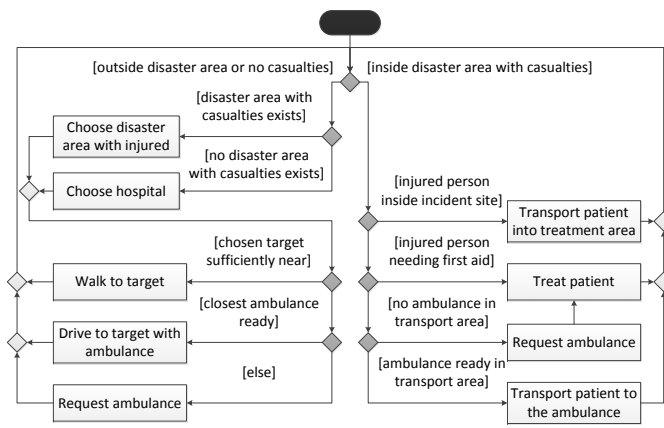 [outside disaster area or no casualties]
[inside disaster area with casualties]
[disaster area with
casualties exists]
Choose disaster
area with injured
[no disaster area
with casualties exists]
Choose hospital
[injured person
inside incident site]
Transport patient
into treatment area
[chosen target
sufficiently near]
Walk to target
[injured person
needing first aid]
Treat patient
[closest ambulance
ready]
Drive to target with
ambulance
[no ambulance in
transport area]
Request ambulance
[else]
Request ambulance
[ambulance ready in
transport area]
Transport patient to
the ambulance